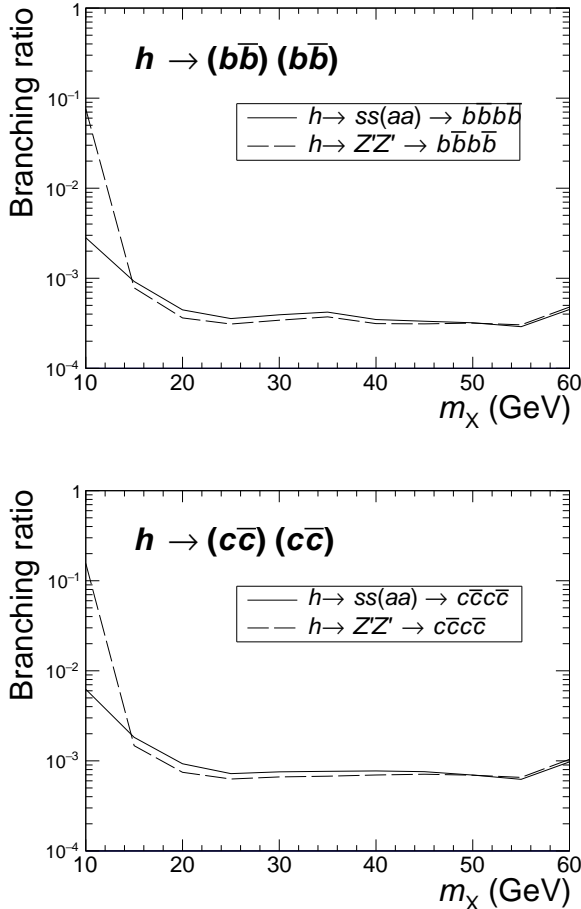 1
h → (bb̅) (bb̅)
h→ ss(aa) → bb̅bb̅
h→ Z'Z' → bb̅bb̅
10⁻¹
10⁻²
10⁻³
10⁻⁴
Branching ratio
10 20 30 40 50 60
m_X (GeV)
1
h → (cc̅) (cc̅)
h→ ss(aa) → cc̅cc̅
h→ Z'Z' → cc̅cc̅
10⁻¹
10⁻²
10⁻³
10⁻⁴
Branching ratio
10 20 30 40 50 60
m_X (GeV)